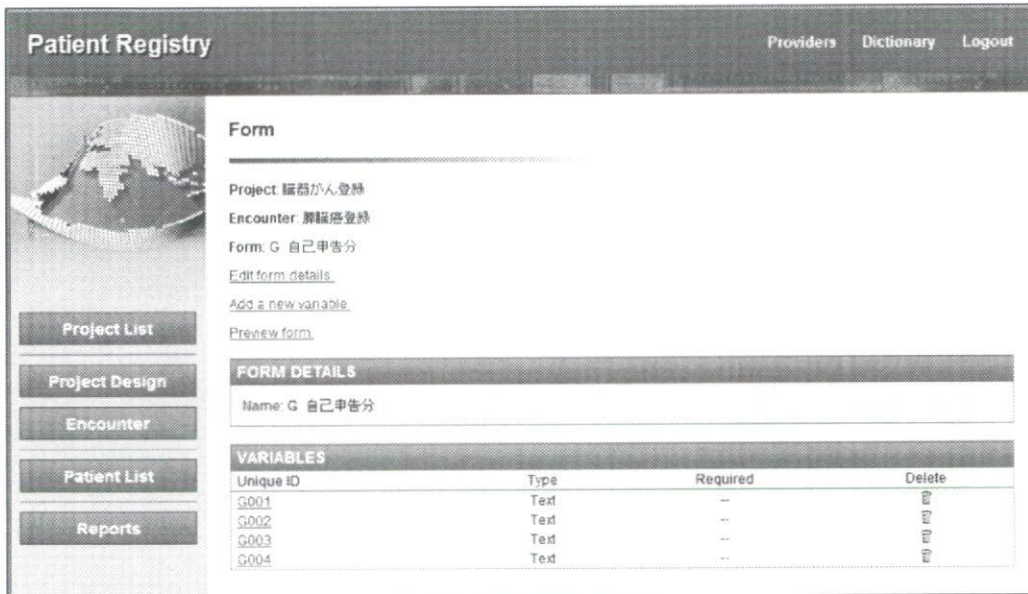 Patient Registry
Providers Dictionary Logout
Form
Project: 臓器がん登録
Encounter: 膵臓癌登録
Form: G 自己申告分
Edit form details.
Add a new variable.
Preview form.
Project List
Project Design
Encounter
Patient List
Reports
FORM DETAILS
Name: G 自己申告分
VARIABLES
Unique ID Type Required Delete
G001 Text --
G002 Text --
G003 Text --
G004 Text --